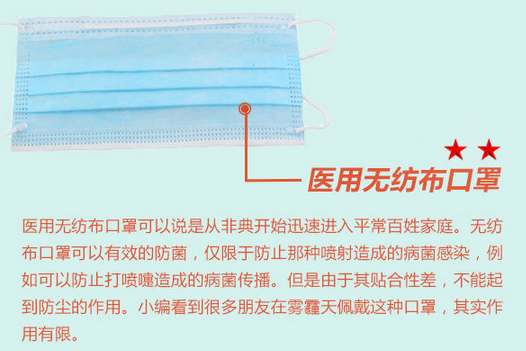 医用无纺布口罩
医用无纺布口罩可以说是从非典开始迅速进入平常百姓家庭。无纺
布口罩可以有效的防菌，仅限于防止那种喷射造成的病菌感染，例
如可以防止打喷嚏造成的病菌传播。但是由于其贴合性差，不能起
到防尘的作用。小编看到很多朋友在雾霾天佩戴这种口罩，其实作
用有限。